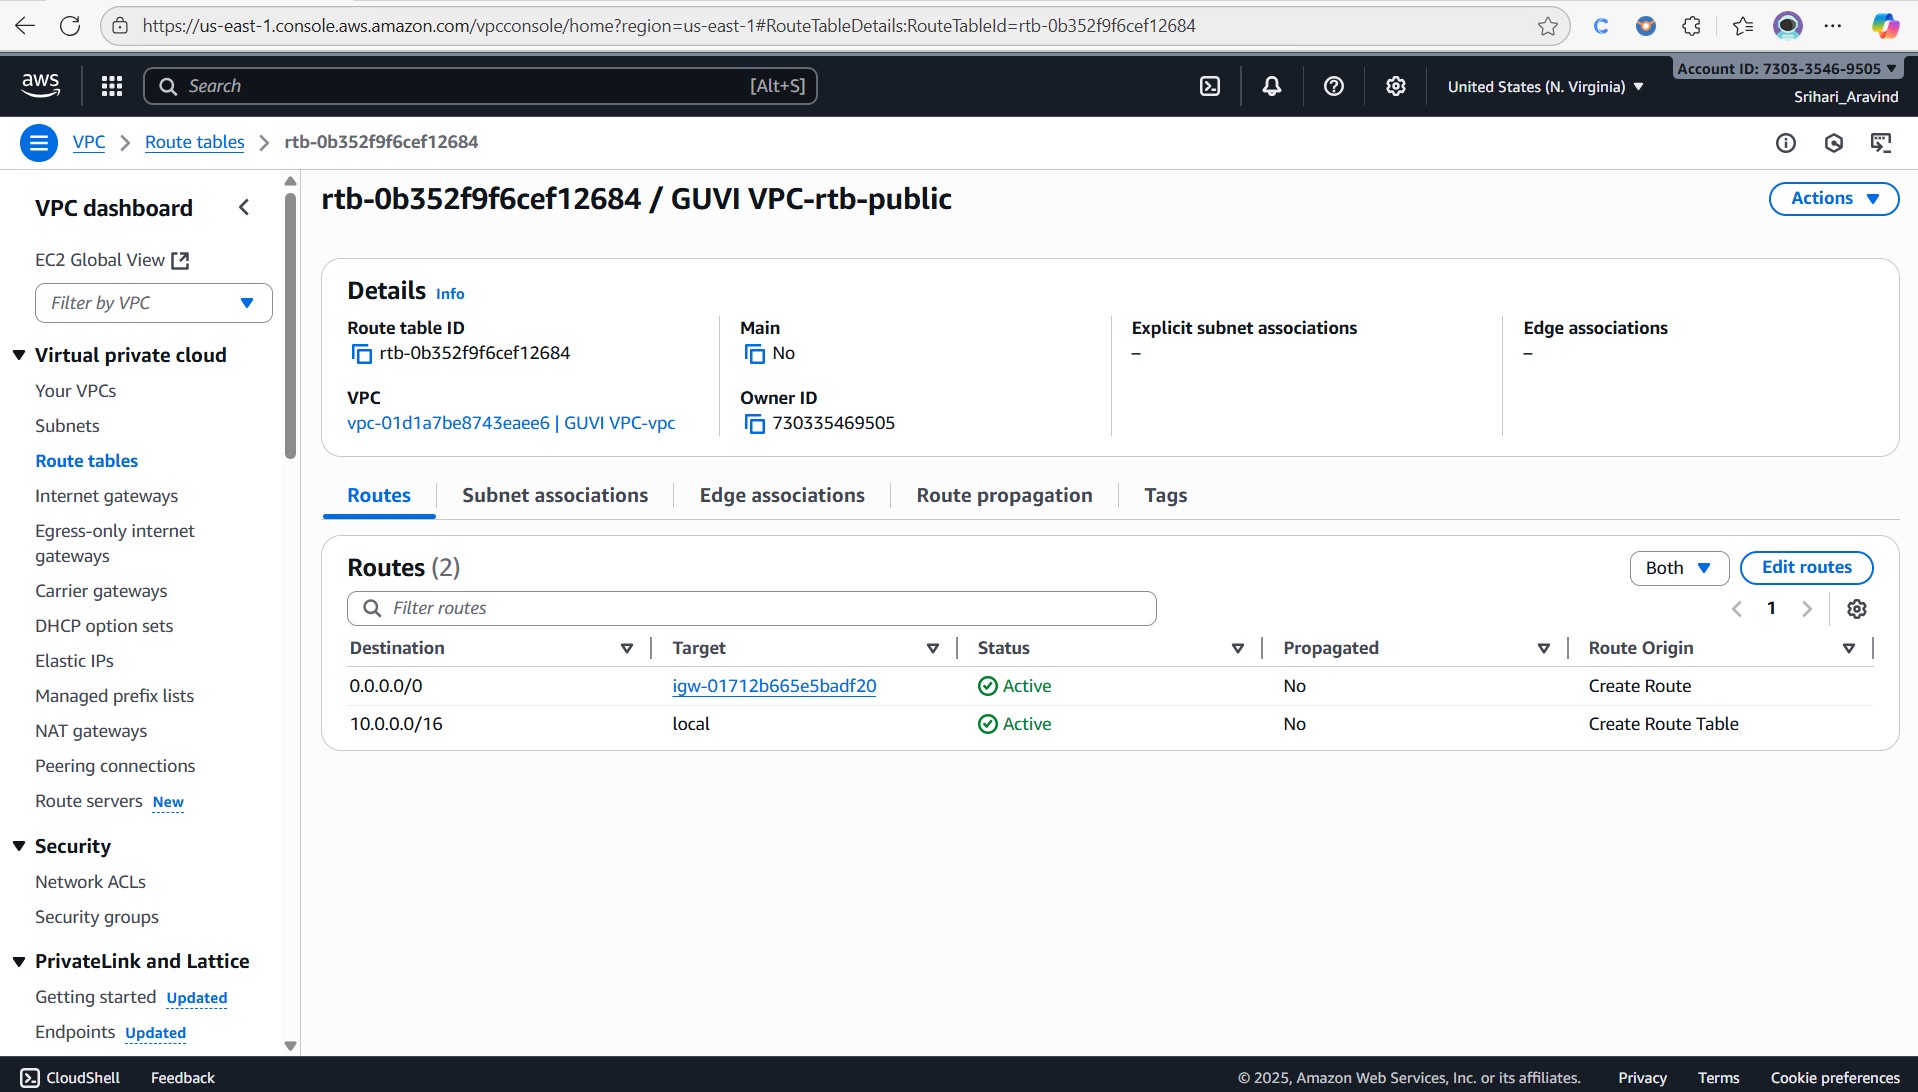 https://us-east-1.console.aws.amazon.com/vpcconsole/home?region=us-east-1#RouteTableDetails:RouteTableId=rtb-0b352f9f6cef12684
aws
Search [Alt+S]
United States (N. Virginia)
Account ID: 7303-3546-9505
Srihari_Aravind
VPC
Route tables
rtb-0b352f9f6cef12684
VPC dashboard
EC2 Global View
Filter by VPC
Virtual private cloud
Your VPCs
Subnets
Route tables
Internet gateways
Egress-only internet
gateways
Carrier gateways
DHCP option sets
Elastic IPs
Managed prefix lists
NAT gateways
Peering connections
Route servers New
Security
Network ACLs
Security groups
PrivateLink and Lattice
Getting started Updated
Endpoints Updated
rtb-0b352f9f6cef12684 / GUVI VPC-rtb-public
Actions
Details Info
Route table ID
rtb-0b352f9f6cef12684
Main
No
Explicit subnet associations
–
Edge associations
–
VPC
vpc-01d1a7be8743eaee6 | GUVI VPC-vpc
Owner ID
730335469505
Routes
Subnet associations
Edge associations
Route propagation
Tags
Routes (2)
Both
Edit routes
Filter routes
1
Destination Target Status Propagated Route Origin
0.0.0.0/0 igw-01712b665e5badf20 Active No Create Route
10.0.0.0/16 local Active No Create Route Table
CloudShell Feedback
© 2025, Amazon Web Services, Inc. or its affiliates. Privacy Terms Cookie preferences